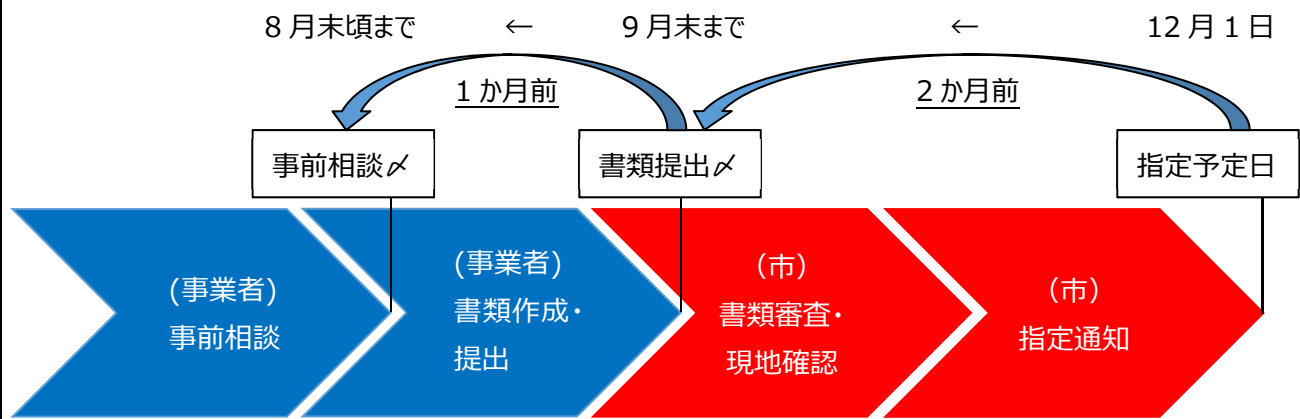 8月末頃まで ← 9月末まで ← 12月1日
1か月前 2か月前
事前相談〆 書類提出〆 指定予定日
(事業者)
事前相談
(事業者)
書類作成・
提出
(市)
書類審査・
現地確認
(市)
指定通知